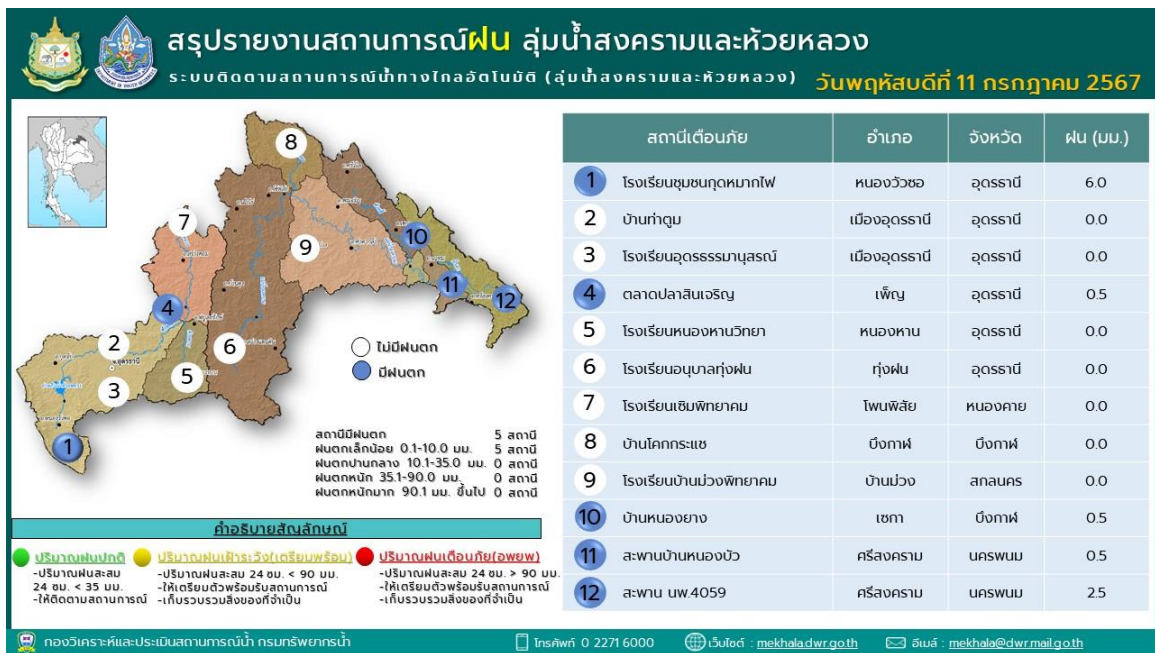 สรุปรายงานสถานการณ์ฝน ลุ่มน้ำสงครามและห้วยหลวง
ระบบติดตามสถานการณ์น้ำทางไกลอัตโนมัติ (ลุ่มน้ำสงครามและห้วยหลวง)
วันพฤหัสบดีที่ 11 กรกฎาคม 2567
8
7
10
9
11
12
4
2
6
5
3
1
ไม่มีฝนตก
มีฝนตก
สถานีมีฝนตก 5 สถานี
ฝนตกเล็กน้อย 0.1-10.0 มม. 5 สถานี
ฝนตกปานกลาง 10.1-35.0 มม. 0 สถานี
ฝนตกหนัก 35.1-90.0 มม. 0 สถานี
ฝนตกหนักมาก 90.1 มม. ขึ้นไป 0 สถานี
คำอธิบายสัญลักษณ์
ปริมาณฝนปกติ
-ปริมาณฝนสะสม
24 ชม. < 35 มม.
-ให้ติดตามสถานการณ์
ปริมาณฝนเฝ้าระวัง(เตรียมพร้อม)
-ปริมาณฝนสะสม 24 ชม. < 90 มม.
-ให้เตรียมตัวพร้อมรับสถานการณ์
-เก็บรวบรวมสิ่งของที่จำเป็น
ปริมาณฝนเตือนภัย(อพยพ)
-ปริมาณฝนสะสม 24 ชม. > 90 มม.
-ให้เตรียมตัวพร้อมรับสถานการณ์
-เก็บรวบรวมสิ่งของที่จำเป็น
สถานีเตือนภัย อำเภอ จังหวัด ฝน (มม.)
1 โรงเรียนชุมชนกุดหมากไฟ หนองวัวซอ อุดรธานี 6.0
2 บ้านท่าตูม เมืองอุดรธานี อุดรธานี 0.0
3 โรงเรียนอุดรธรรมานุสรณ์ เมืองอุดรธานี อุดรธานี 0.0
4 ตลาดปลาสินเจริญ เพ็ญ อุดรธานี 0.5
5 โรงเรียนหนองหานวิทยา หนองหาน อุดรธานี 0.0
6 โรงเรียนอนุบาลทุ่งฝน ทุ่งฝน อุดรธานี 0.0
7 โรงเรียนเซิมพิทยาคม โพนพิสัย หนองคาย 0.0
8 บ้านโคกกระแซ บึงกาฬ บึงกาฬ 0.0
9 โรงเรียนบ้านม่วงพิทยาคม บ้านม่วง สกลนคร 0.0
10 บ้านหนองยาง เซกา บึงกาฬ 0.5
11 สะพานบ้านหนองบัว ศรีสงคราม นครพนม 0.5
12 สะพาน นพ.4059 ศรีสงคราม นครพนม 2.5
กองวิเคราะห์และประเมินสถานการณ์น้ำ กรมทรัพยากรน้ำ โทรศัพท์ 0 2271 6000 เว็บไซต์ : mekhala.dwr.go.th อีเมล์ : mekhala@dwr.mail.go.th